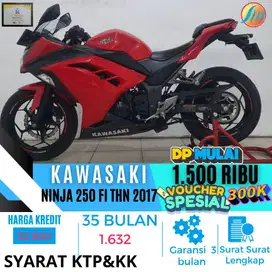 KAWASAKI
NINJA 250 FI THN 2017
DP MULAI
1.500 RIBU
VOUCHER
SPESIAL
300K
HARGA KREDIT
35 BULAN
1.632
Garansi 3
bulan
Surat Surat
Lengkap
SYARAT KTP&KK